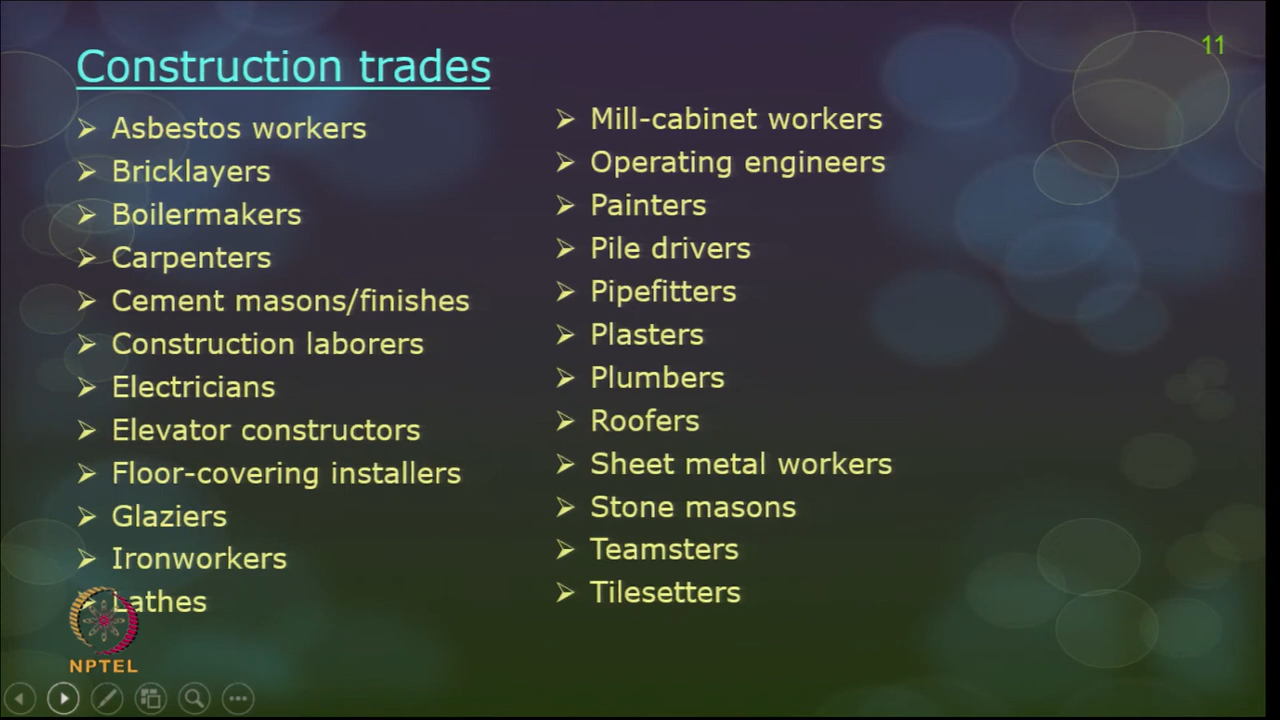 11
Construction trades
Asbestos workers
Bricklayers
Boilermakers
Carpenters
Cement masons/finishes
Construction laborers
Electricians
Elevator constructors
Floor-covering installers
Glaziers
Ironworkers
Lathes
Mill-cabinet workers
Operating engineers
Painters
Pile drivers
Pipefitters
Plasters
Plumbers
Roofers
Sheet metal workers
Stone masons
Teamsters
Tilesetters
NPTEL